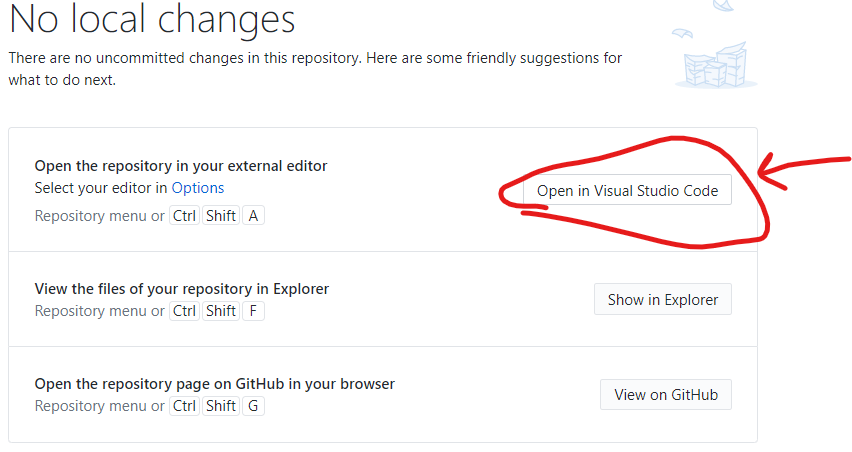 No local changes
There are no uncommitted changes in this repository. Here are some friendly suggestions for
what to do next.
Open the repository in your external editor
Select your editor in Options
Repository menu or Ctrl Shift A
Open in Visual Studio Code
View the files of your repository in Explorer
Repository menu or Ctrl Shift F
Show in Explorer
Open the repository page on GitHub in your browser
Repository menu or Ctrl Shift G
View on GitHub